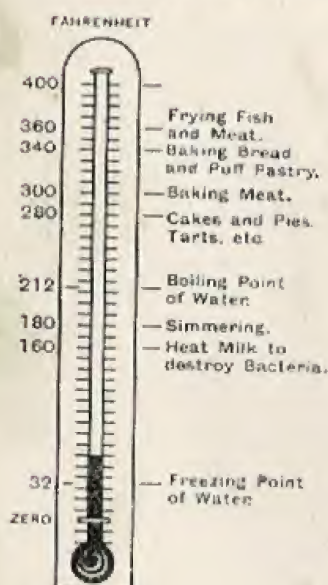 FAHRENHEIT
400
360
Frying Fish
and Meat.
340
Baking Bread
and Puff Pastry.
300
Baking Meat.
280
Cakes and Pies
Tarts, etc
212
Boiling Point
of Water.
180
Simmering.
160
Heat Milk to
destroy Bacteria.
32
Freezing Point
of Water.
ZERO